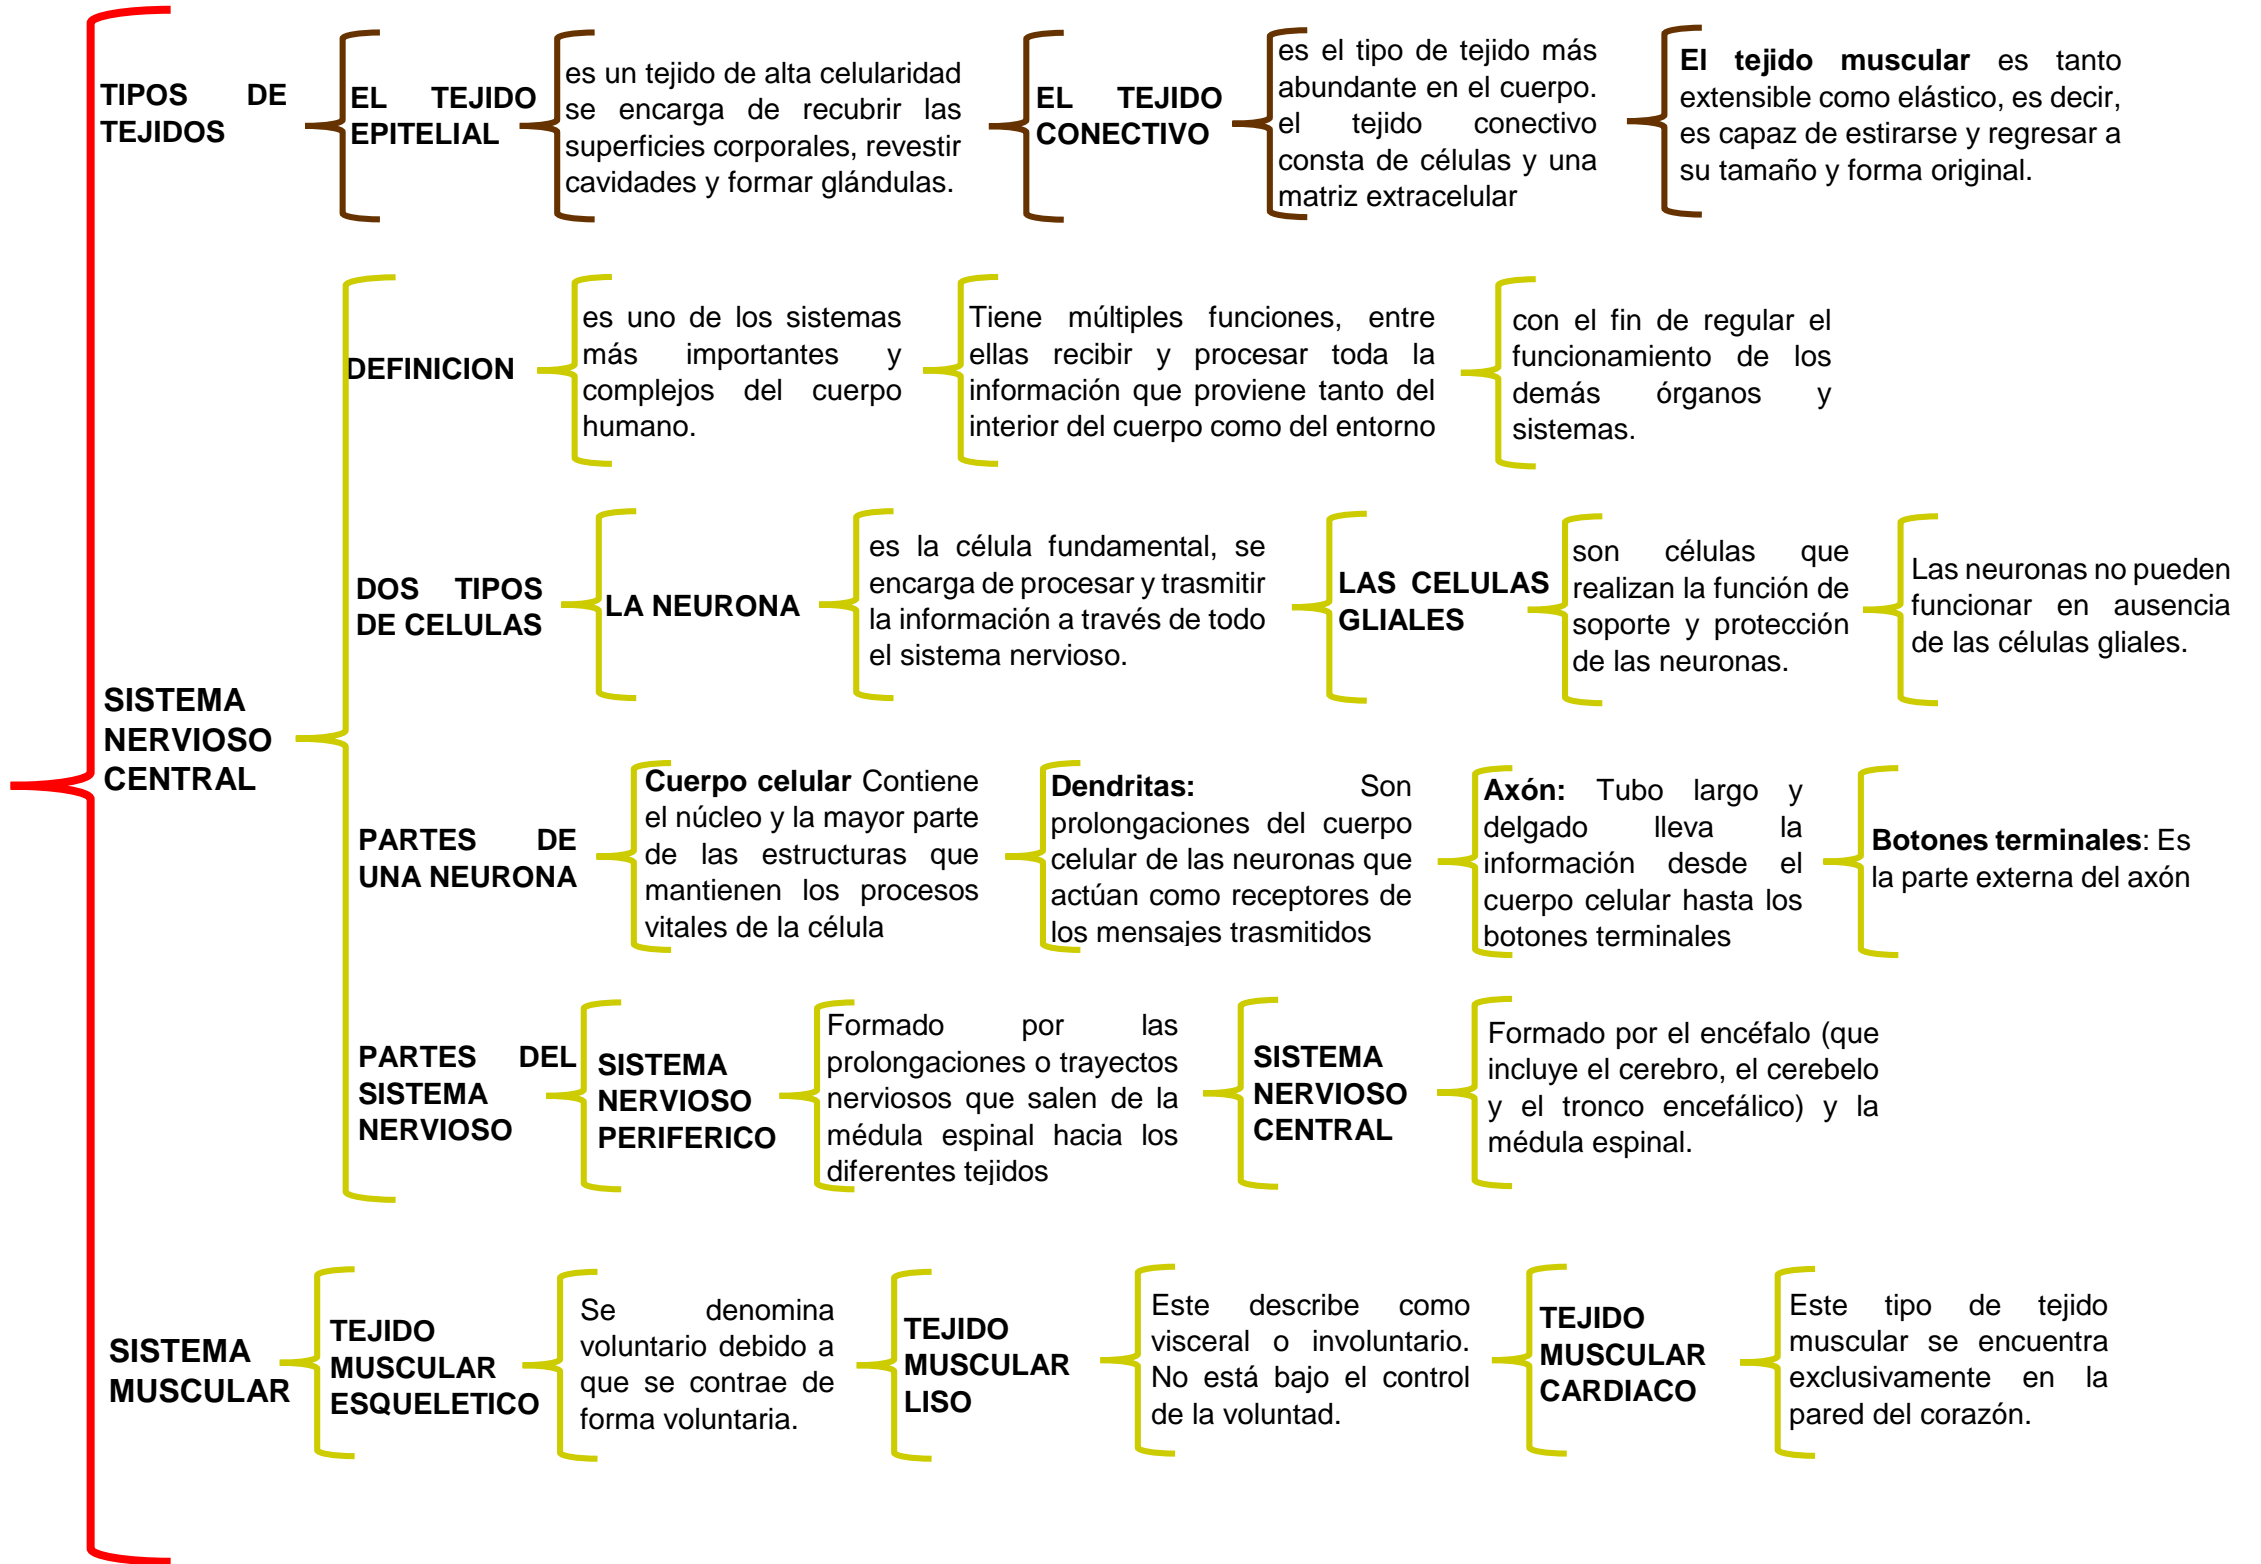 TIPOS DE
TEJIDOS
EL TEJIDO
EPITELIAL
es un tejido de alta celularidad
se encarga de recubrir las
superficies corporales, revestir
cavidades y formar glándulas.
EL TEJIDO
CONECTIVO
es el tipo de tejido más
abundante en el cuerpo.
el tejido conectivo
consta de células y una
matriz extracelular
El tejido muscular es tanto
extensible como elástico, es decir,
es capaz de estirarse y regresar a
su tamaño y forma original.
SISTEMA
NERVIOSO
CENTRAL
DEFINICION
es uno de los sistemas
más importantes y
complejos del cuerpo
humano.
Tiene múltiples funciones, entre
ellas recibir y procesar toda la
información que proviene tanto del
interior del cuerpo como del entorno
con el fin de regular el
funcionamiento de los
demás órganos y
sistemas.
DOS TIPOS
DE CELULAS
LA NEURONA
es la célula fundamental, se
encarga de procesar y trasmitir
la información a través de todo
el sistema nervioso.
LAS CELULAS
GLIALES
son células que
realizan la función de
soporte y protección
de las neuronas.
Las neuronas no pueden
funcionar en ausencia
de las células gliales.
PARTES DE
UNA NEURONA
Cuerpo celular Contiene
el núcleo y la mayor parte
de las estructuras que
mantienen los procesos
vitales de la célula
Dendritas: Son
prolongaciones del cuerpo
celular de las neuronas que
actúan como receptores de
los mensajes trasmitidos
Axón: Tubo largo y
delgado lleva la
información desde el
cuerpo celular hasta los
botones terminales
Botones terminales: Es
la parte externa del axón
PARTES DEL
SISTEMA
NERVIOSO
SISTEMA
NERVIOSO
PERIFERICO
Formado por las
prolongaciones o trayectos
nerviosos que salen de la
médula espinal hacia los
diferentes tejidos
SISTEMA
NERVIOSO
CENTRAL
Formado por el encéfalo (que
incluye el cerebro, el cerebelo
y el tronco encefálico) y la
médula espinal.
SISTEMA
MUSCULAR
TEJIDO
MUSCULAR
ESQUELETICO
Se denomina
voluntario debido a
que se contrae de
forma voluntaria.
TEJIDO
MUSCULAR
LISO
Este describe como
visceral o involuntario.
No está bajo el control
de la voluntad.
TEJIDO
MUSCULAR
CARDIACO
Este tipo de tejido
muscular se encuentra
exclusivamente en la
pared del corazón.